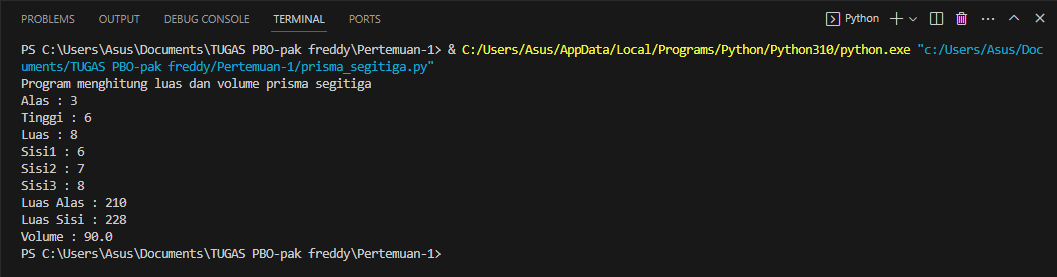 PROBLEMS OUTPUT DEBUG CONSOLE TERMINAL PORTS Python
PS C:\Users\Asus\Documents\TUGAS PBO-pak freddy\Pertemuan-1> & C:/Users/Asus/AppData/Local/Programs/Python/Python310/python.exe "c:/Users/Asus/Doc
uments/TUGAS PBO-pak freddy/Pertemuan-1/prisma_segitiga.py"
Program menghitung luas dan volume prisma segitiga
Alas : 3
Tinggi : 6
Luas : 8
Sisi1 : 6
Sisi2 : 7
Sisi3 : 8
Luas Alas : 210
Luas Sisi : 228
Volume : 90.0
PS C:\Users\Asus\Documents\TUGAS PBO-pak freddy\Pertemuan-1>